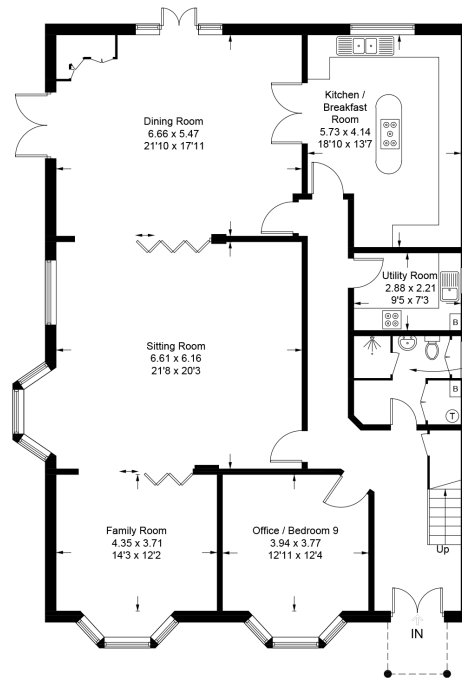 Dining Room
6.66 x 5.47
21'10 x 17'11
Kitchen /
Breakfast
Room
5.73 x 4.14
18'10 x 13'7
Utility Room
2.88 x 2.21
9'5 x 7'3
B
Sitting Room
6.61 x 6.16
21'8 x 20'3
B
T
Family Room
4.35 x 3.71
14'3 x 12'2
Office / Bedroom 9
3.94 x 3.77
12'11 x 12'4
Up
IN